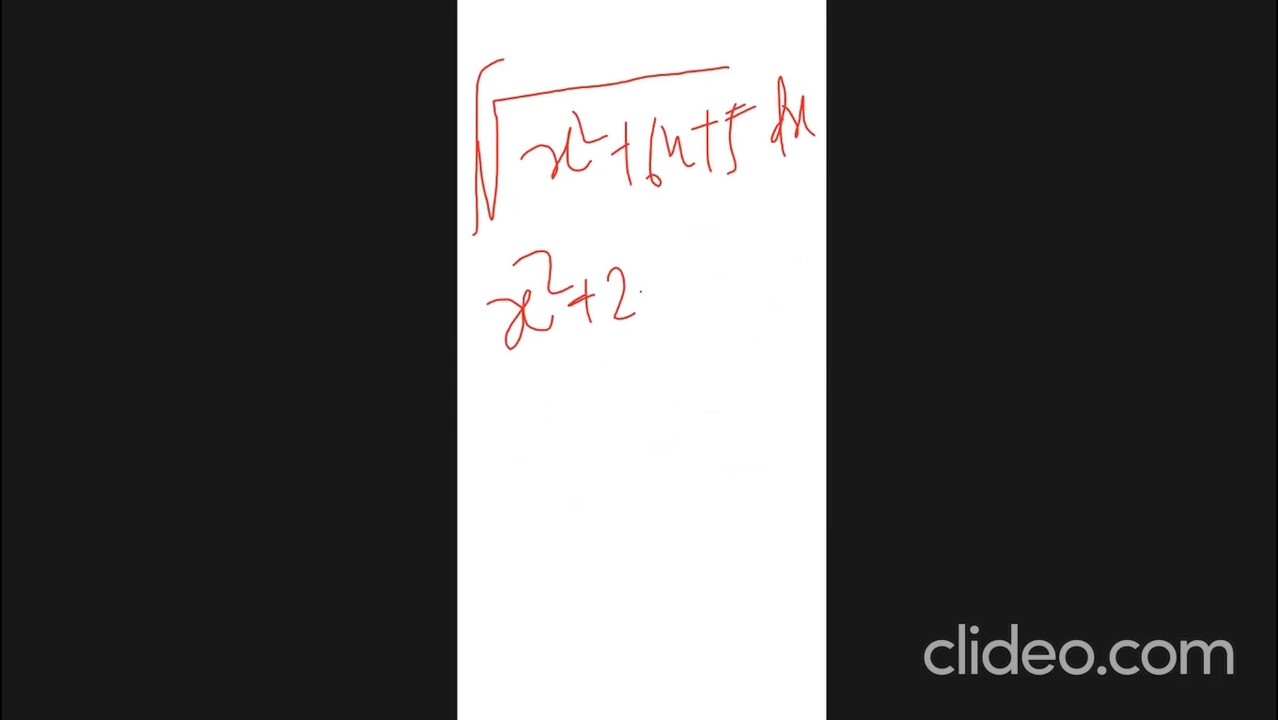 ∫√(x²+6x+5) dx
x²+2
clideo.com